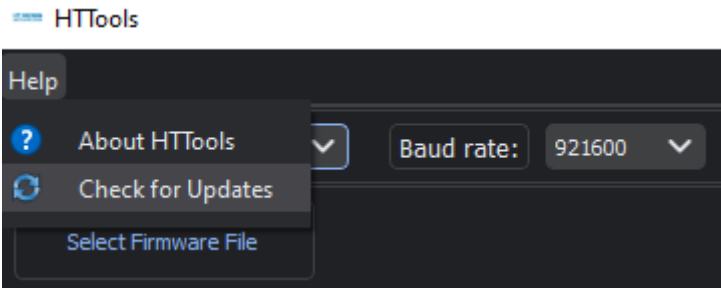 HTTools
Help
About HTTools
Baud rate: 921600
Check for Updates
Select Firmware File